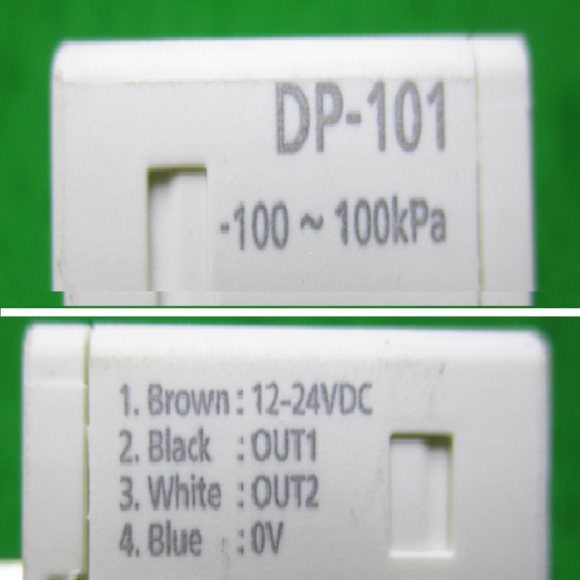 DP-101
-100 ~ 100kPa
1. Brown : 12-24VDC
2. Black : OUT1
3. White : OUT2
4. Blue : 0V